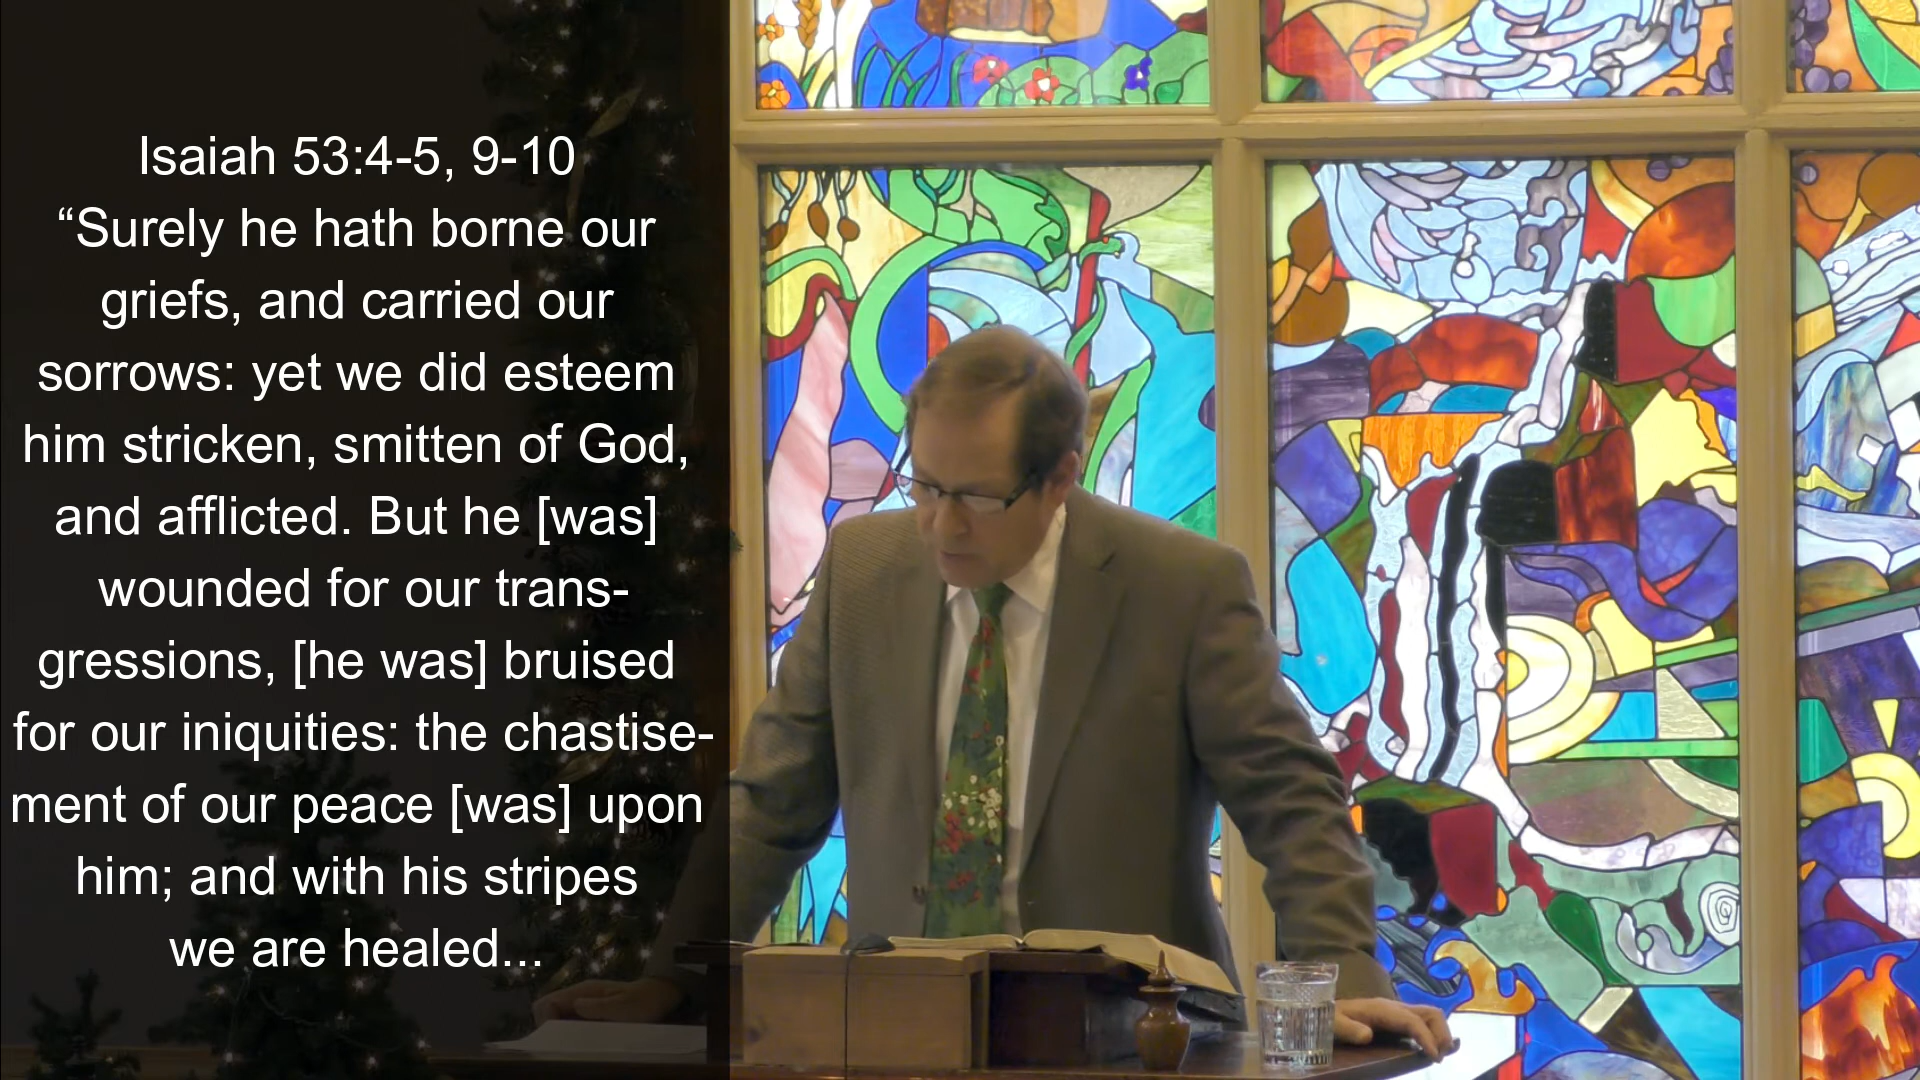 Isaiah 53:4-5, 9-10
“Surely he hath borne our
griefs, and carried our
sorrows: yet we did esteem
him stricken, smitten of God,
and afflicted. But he [was]
wounded for our trans-
gressions, [he was] bruised
for our iniquities: the chastise-
ment of our peace [was] upon
him; and with his stripes
we are healed...